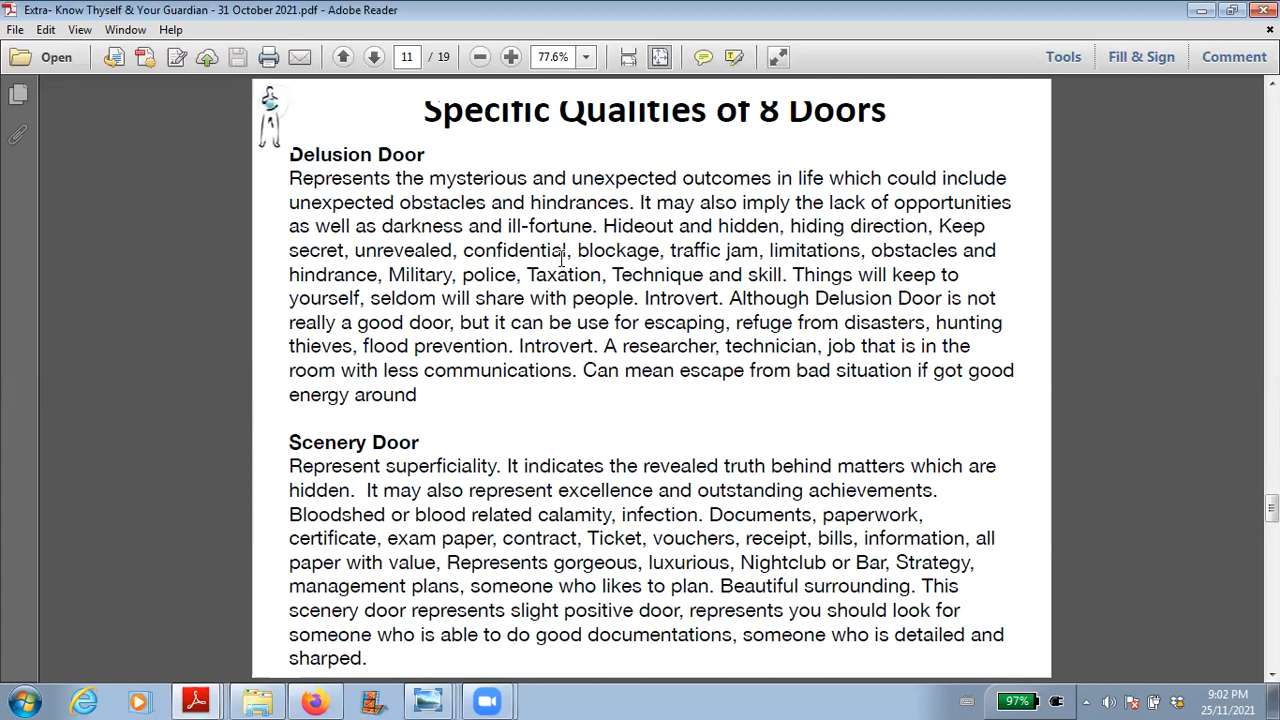 Extra- Know Thyself & Your Guardian - 31 October 2021.pdf - Adobe Reader
File Edit View Window Help
Open 11 / 19 77.6% Tools Fill & Sign Comment
Specific Qualities of 8 Doors
Delusion Door
Represents the mysterious and unexpected outcomes in life which could include
unexpected obstacles and hindrances. It may also imply the lack of opportunities
as well as darkness and ill-fortune. Hideout and hidden, hiding direction, Keep
secret, unrevealed, confidential, blockage, traffic jam, limitations, obstacles and
hindrance, Military, police, Taxation, Technique and skill. Things will keep to
yourself, seldom will share with people. Introvert. Although Delusion Door is not
really a good door, but it can be use for escaping, refuge from disasters, hunting
thieves, flood prevention. Introvert. A researcher, technician, job that is in the
room with less communications. Can mean escape from bad situation if got good
energy around
Scenery Door
Represent superficiality. It indicates the revealed truth behind matters which are
hidden.  It may also represent excellence and outstanding achievements.
Bloodshed or blood related calamity, infection. Documents, paperwork,
certificate, exam paper, contract, Ticket, vouchers, receipt, bills, information, all
paper with value, Represents gorgeous, luxurious, Nightclub or Bar, Strategy,
management plans, someone who likes to plan. Beautiful surrounding. This
scenery door represents slight positive door, represents you should look for
someone who is able to do good documentations, someone who is detailed and
sharped.
97% 9:02 PM
25/11/2021